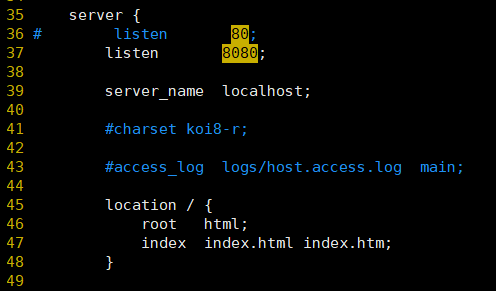 35    server {
36 #        listen       80;
37        listen       8080;
38
39        server_name  localhost;
40
41        #charset koi8-r;
42
43        #access_log  logs/host.access.log  main;
44
45        location / {
46            root   html;
47            index  index.html index.htm;
48        }
49